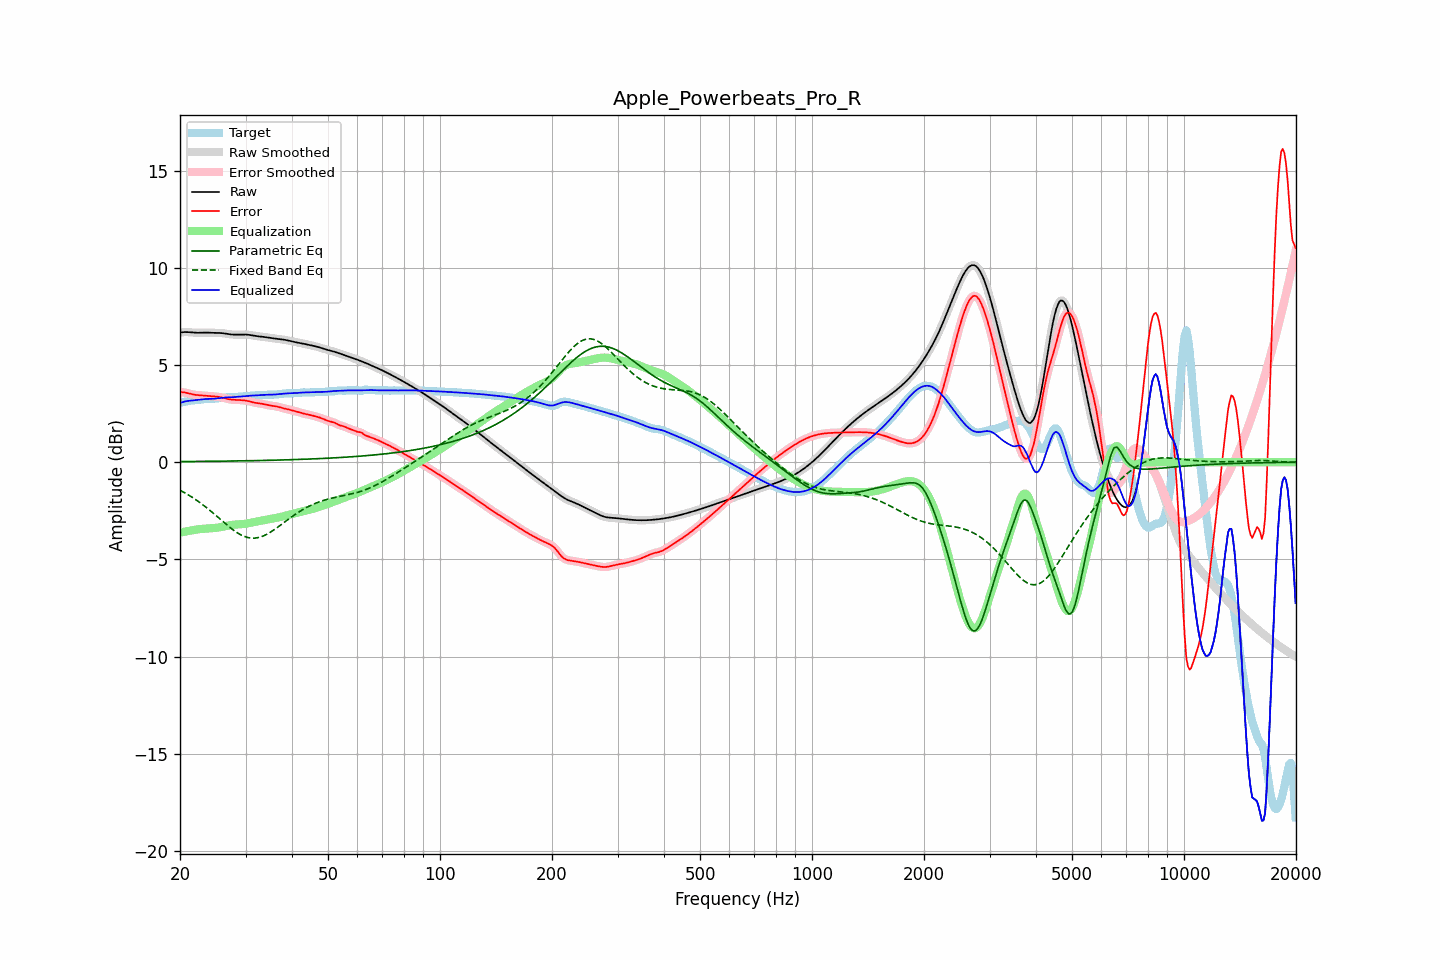 Apple_Powerbeats_Pro_R
Target
Raw Smoothed
Error Smoothed
Raw
Error
Equalization
Parametric Eq
Fixed Band Eq
Equalized
Amplitude (dBr)
15
10
5
0
−5
−10
−15
−20
20
50
100
200
500
1000
2000
5000
10000
20000
Frequency (Hz)